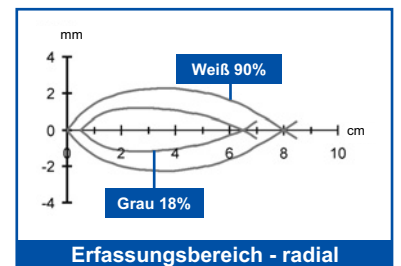 mm
4
Weiß 90%
2
0
cm
0 2 4 6 8 10
-2
Grau 18%
-4
Erfassungsbereich - radial